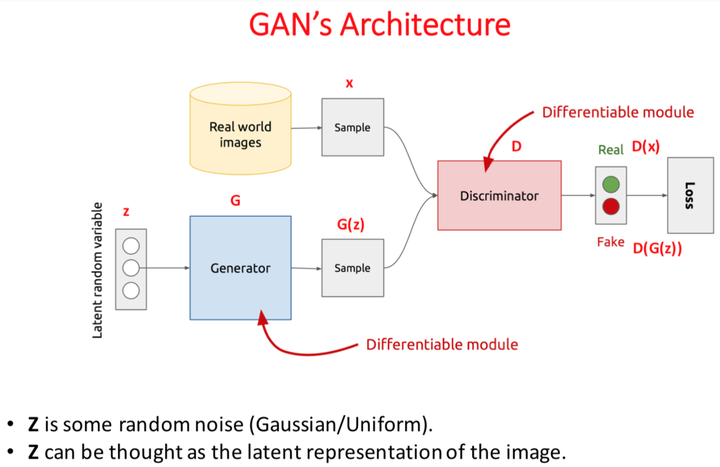 GAN's Architecture
x
Differentiable module
Real world
images
Sample
D
Real D(x)
Discriminator
Loss
Latent random variable
z
G
G(z)
Generator
Sample
Fake D(G(z))
Differentiable module
• Z is some random noise (Gaussian/Uniform).
• Z can be thought as the latent representation of the image.